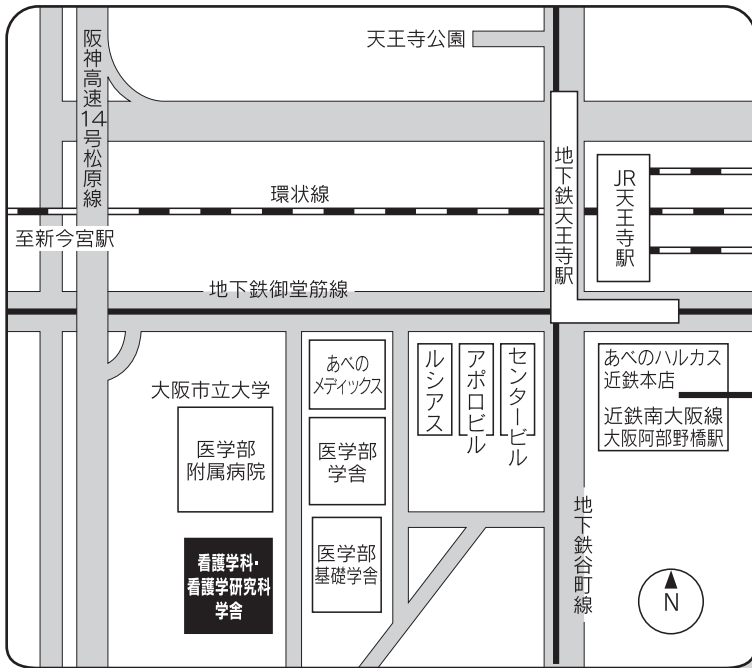 阪神高速14号松原線
天王寺公園
環状線
至新今宮駅
地下鉄天王寺駅
JR天王寺駅
地下鉄御堂筋線
あべの
メディックス
ルシアス
アポロビル
センタービル
あべのハルカス
近鉄本店
近鉄南大阪線
大阪阿部野橋駅
大阪市立大学
医学部
附属病院
医学部
学舎
看護学科・
看護学研究科
学舎
医学部
基礎学舎
地下鉄谷町線
N